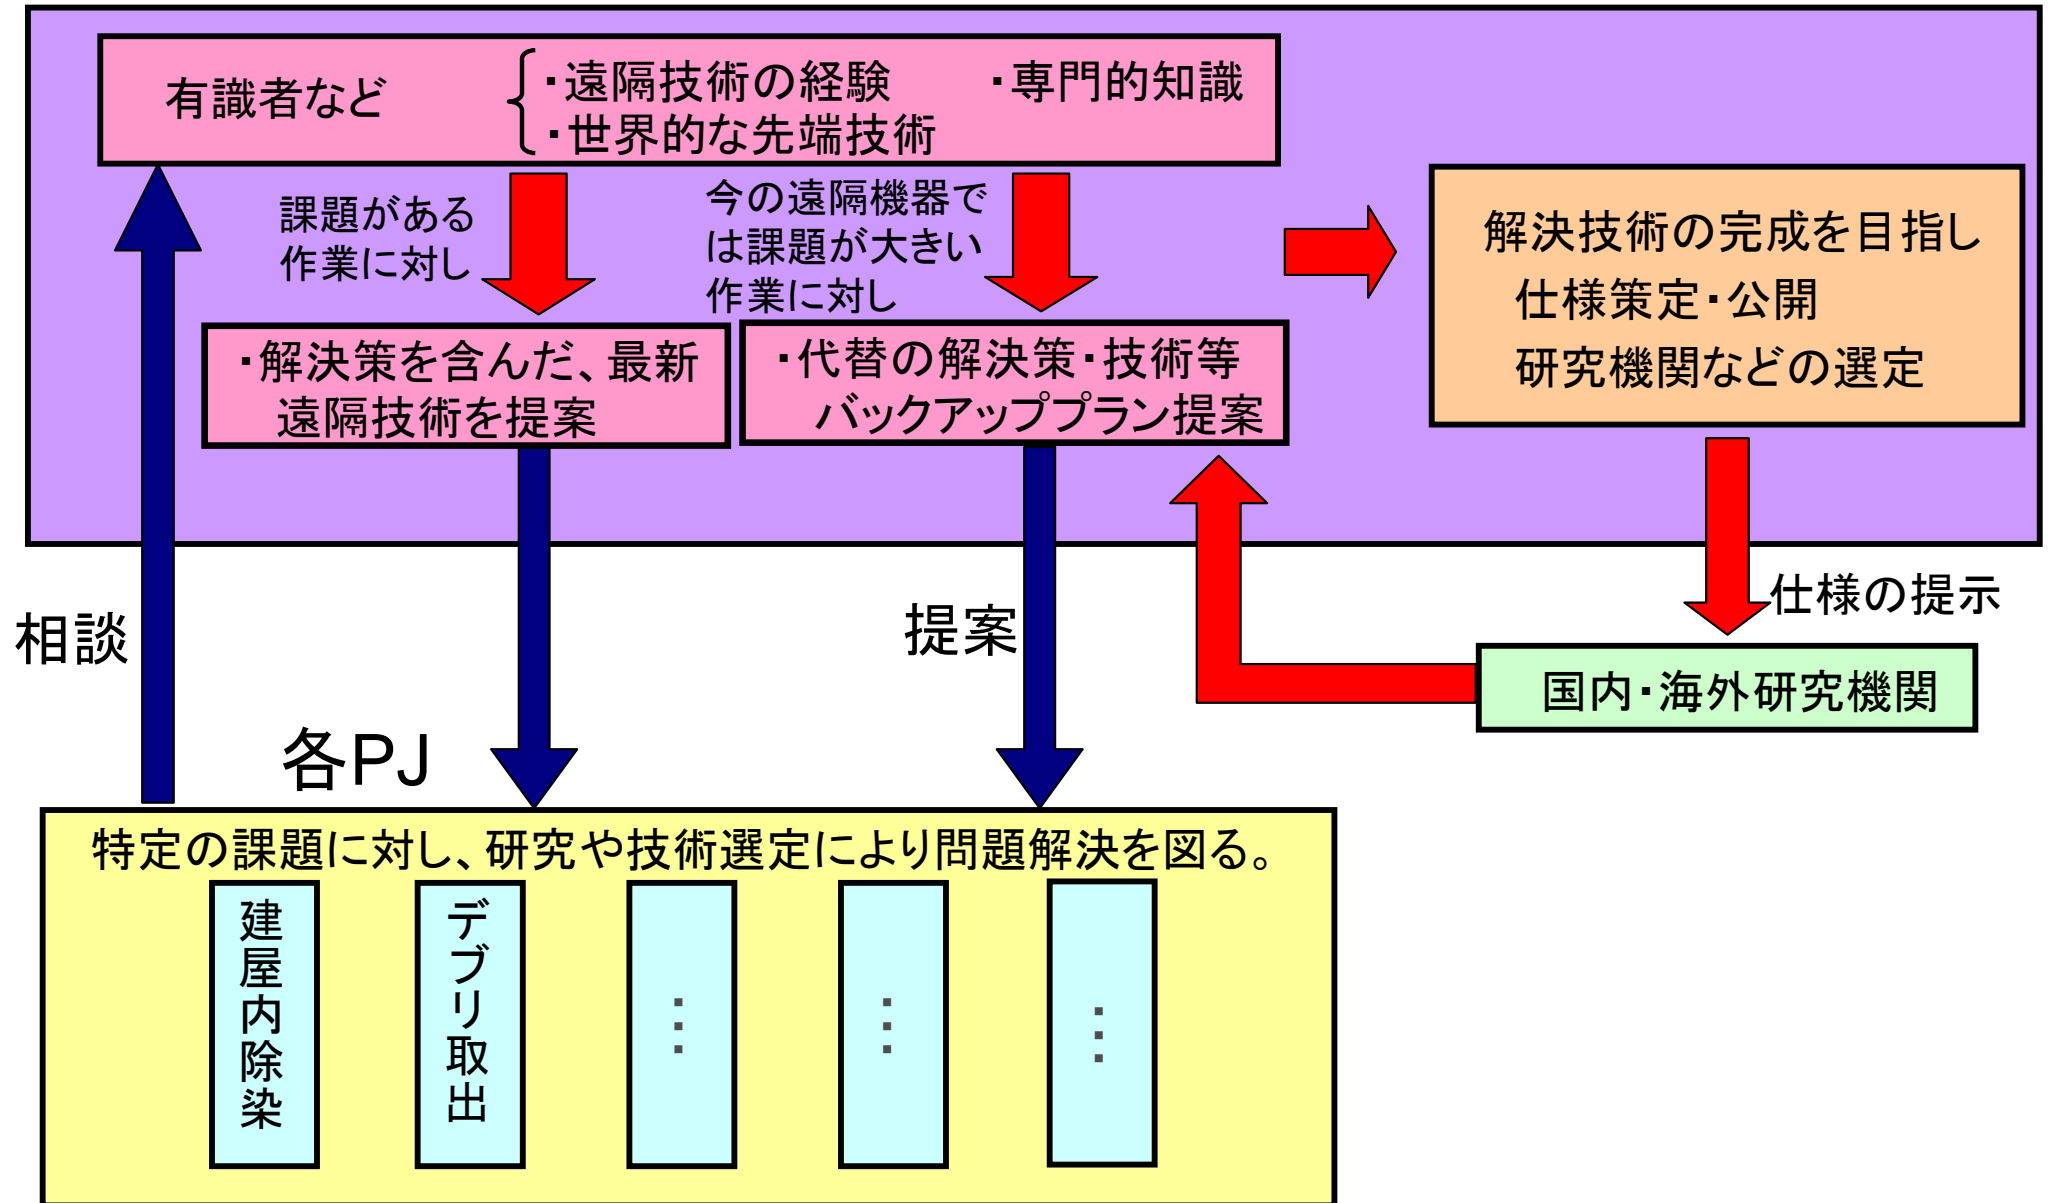 有識者など
・遠隔技術の経験　・専門的知識
・世界的な先端技術
課題がある
作業に対し
今の遠隔機器で
は課題が大きい
作業に対し
・解決策を含んだ、最新
遠隔技術を提案
・代替の解決策・技術等
バックアッププラン提案
解決技術の完成を目指し
仕様策定・公開
研究機関などの選定
仕様の提示
国内・海外研究機関
相談
提案
各PJ
特定の課題に対し、研究や技術選定により問題解決を図る。
建屋内除染
デブリ取出
…
…
…